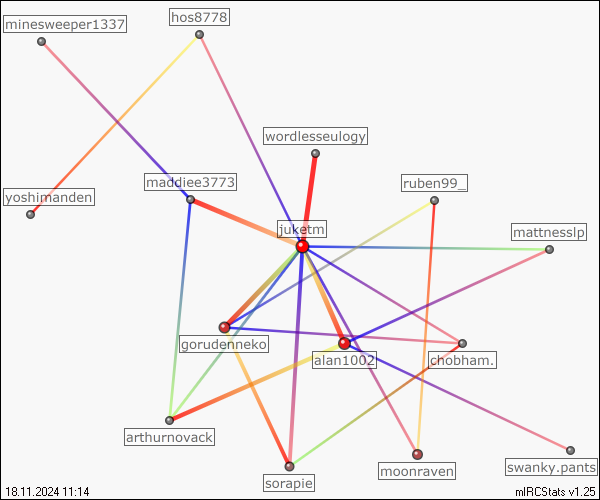 hos8778
minesweeper1337
wordlesseulogy
maddiee3773
ruben99_
yoshimanden
juketm
mattnesslp
gorudenneko
alan1002
chobham.
arthurnovack
swanky.pants
moonraven
sorapie
18.11.2024 11:14
mIRCStats v1.25